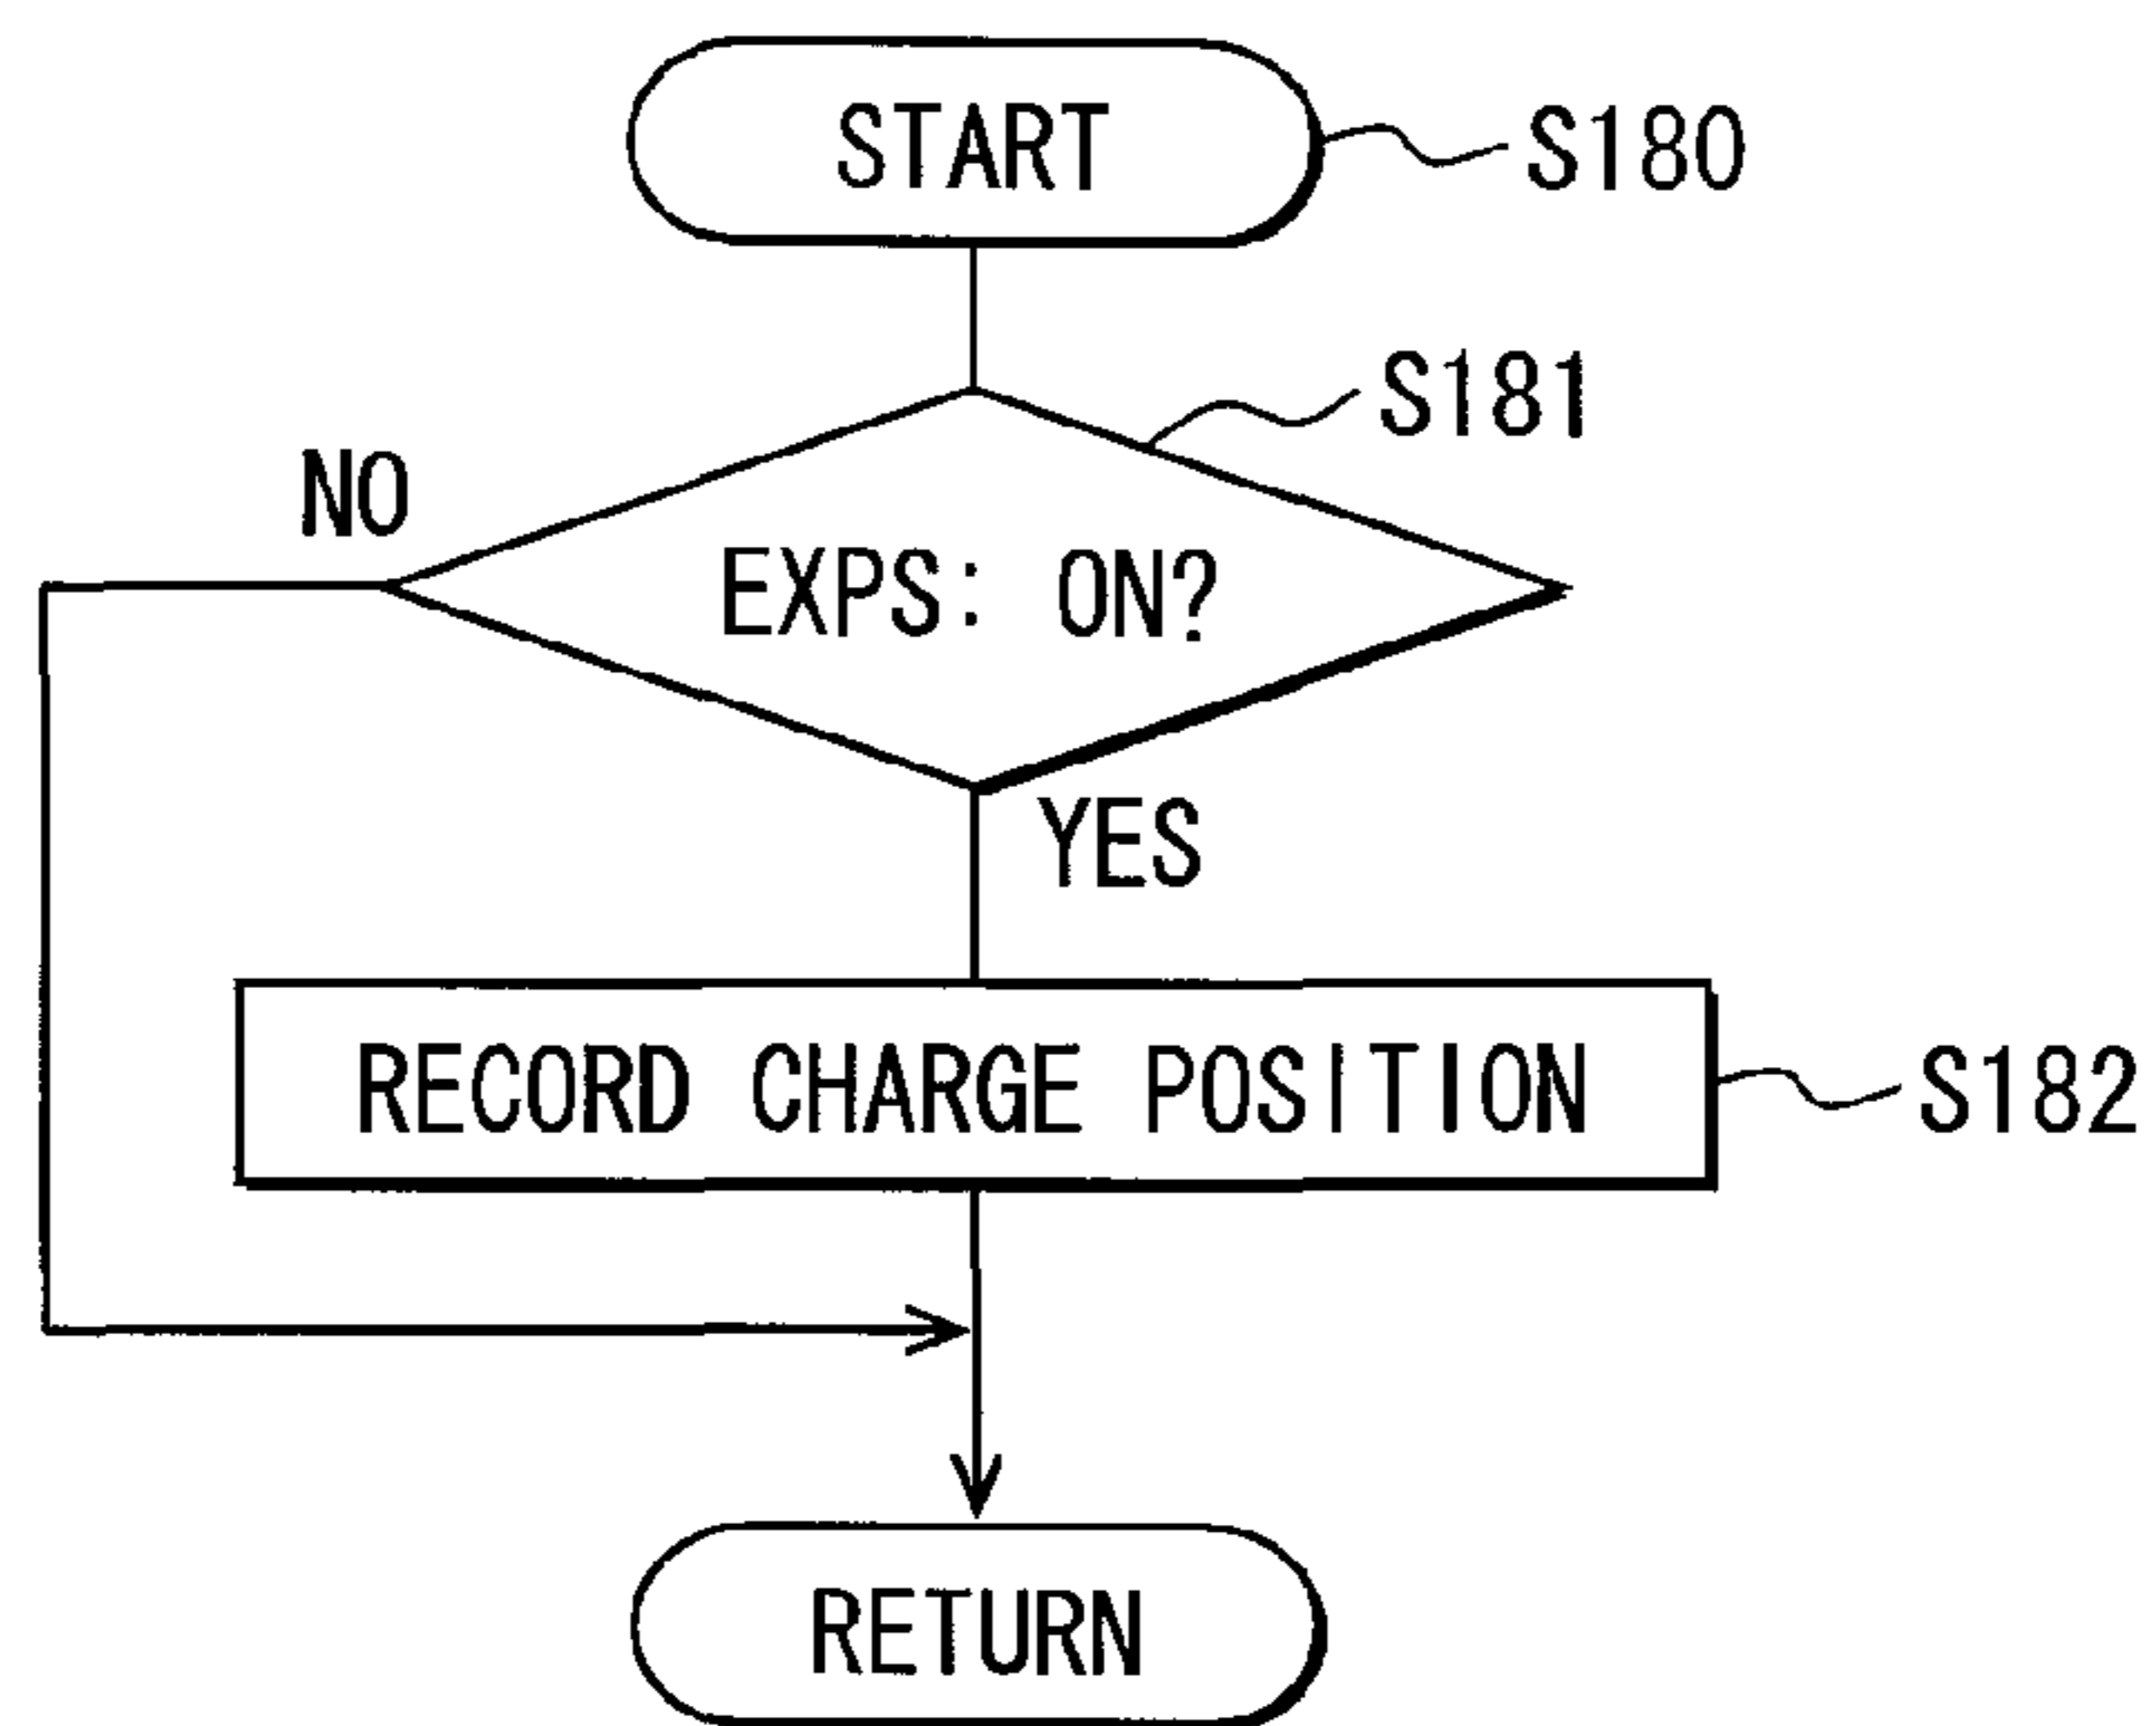 START
S180
S181
NO
EXPS: ON?
YES
RECORD CHARGE POSITION
S182
RETURN